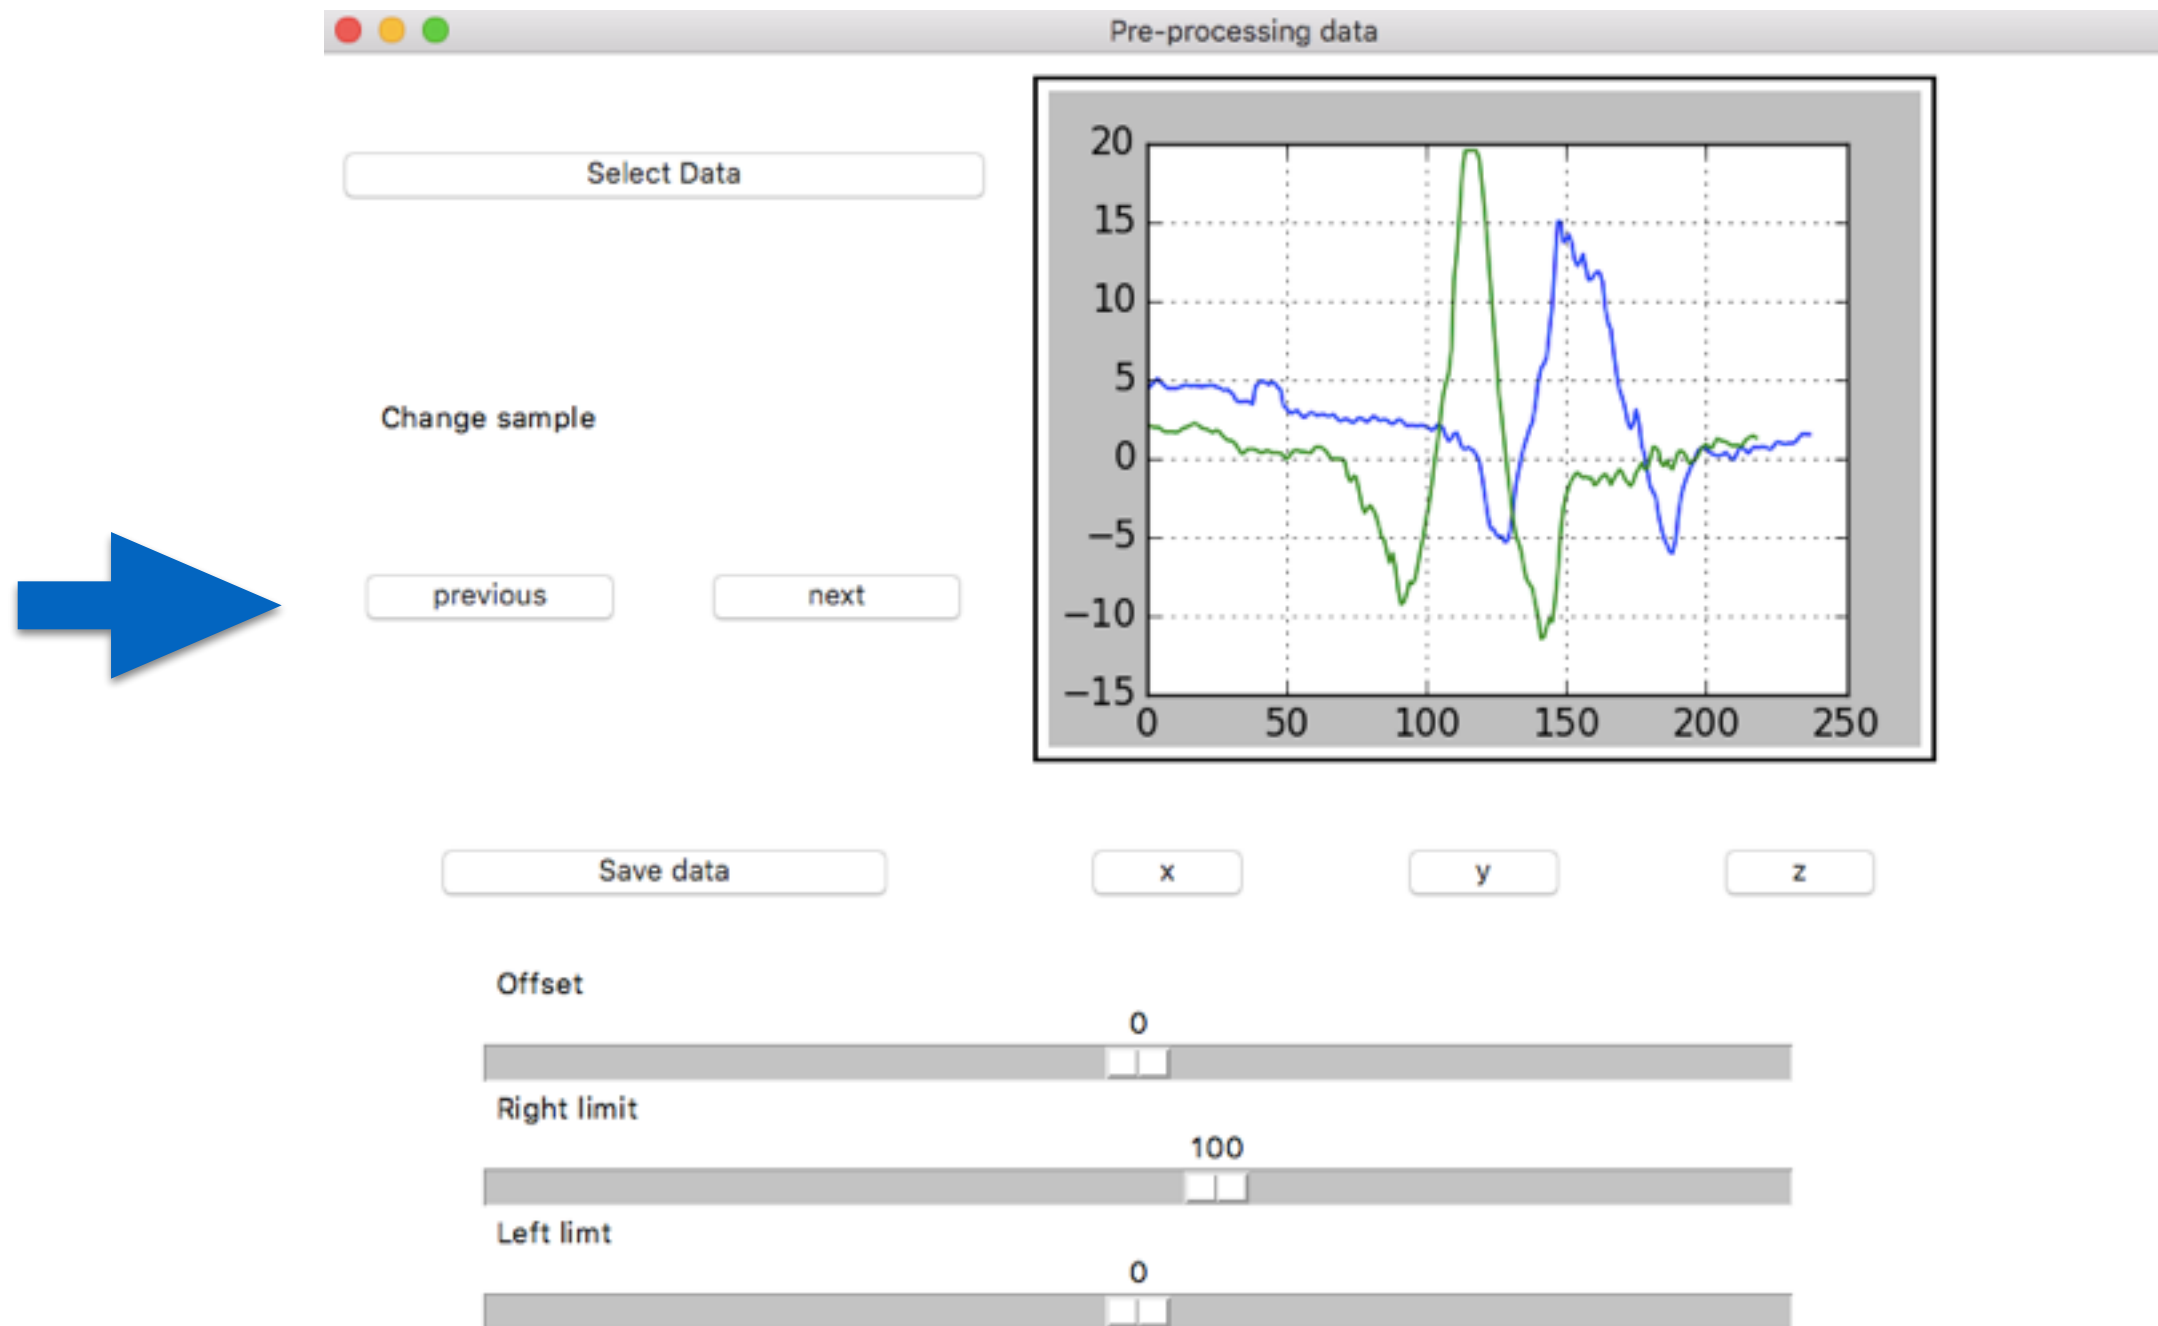 Pre-processing data
Select Data
Change sample
previous next
20
15
10
5
0
−5
−10
−15
0 50 100 150 200 250
Save data x y z
Offset
0
Right limit
100
Left limt
0